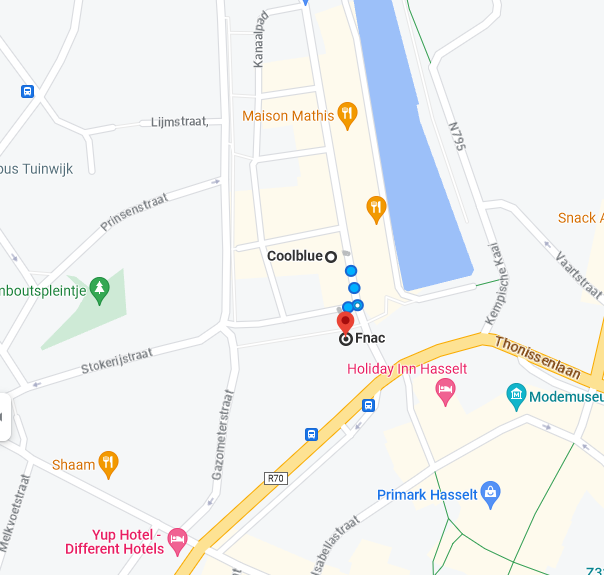 Kanaalpad
Maison Mathis
Lijmstraat
N795
ous Tuinwijk
Prinsenstraat
Snack A
Coolblue
Kempische Kaai
Vaartstraat
nboutspleintje
Fnac
Thonissenlaan
Stokerijstraat
Holiday Inn Hasselt
Modemuseu
Gazometerstraat
Shaam
R70
Melkvoetstraat
Primark Hasselt
Yup Hotel -
Different Hotels
Isabellastraat